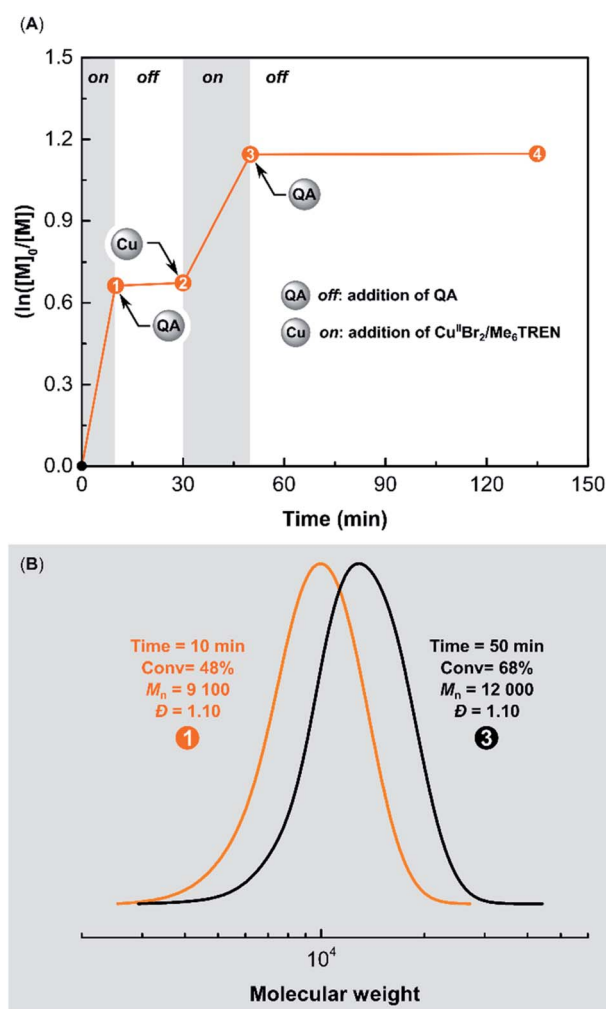 (A)
1.5
on off on off
1.2
3
4
QA
0.9
Cu
2
0.6
1
QA
QA off: addition of QA
Cu on: addition of CuᴵᴵBr₂/Me₆TREN
0.3
0.0
0 30 60 90 120 150
(ln([M]₀/[M])
Time (min)
(B)
Time = 10 min
Conv= 48%
Mₙ = 9 100
Đ = 1.10
1
Time = 50 min
Conv= 68%
Mₙ = 12 000
Đ = 1.10
3
10⁴
Molecular weight